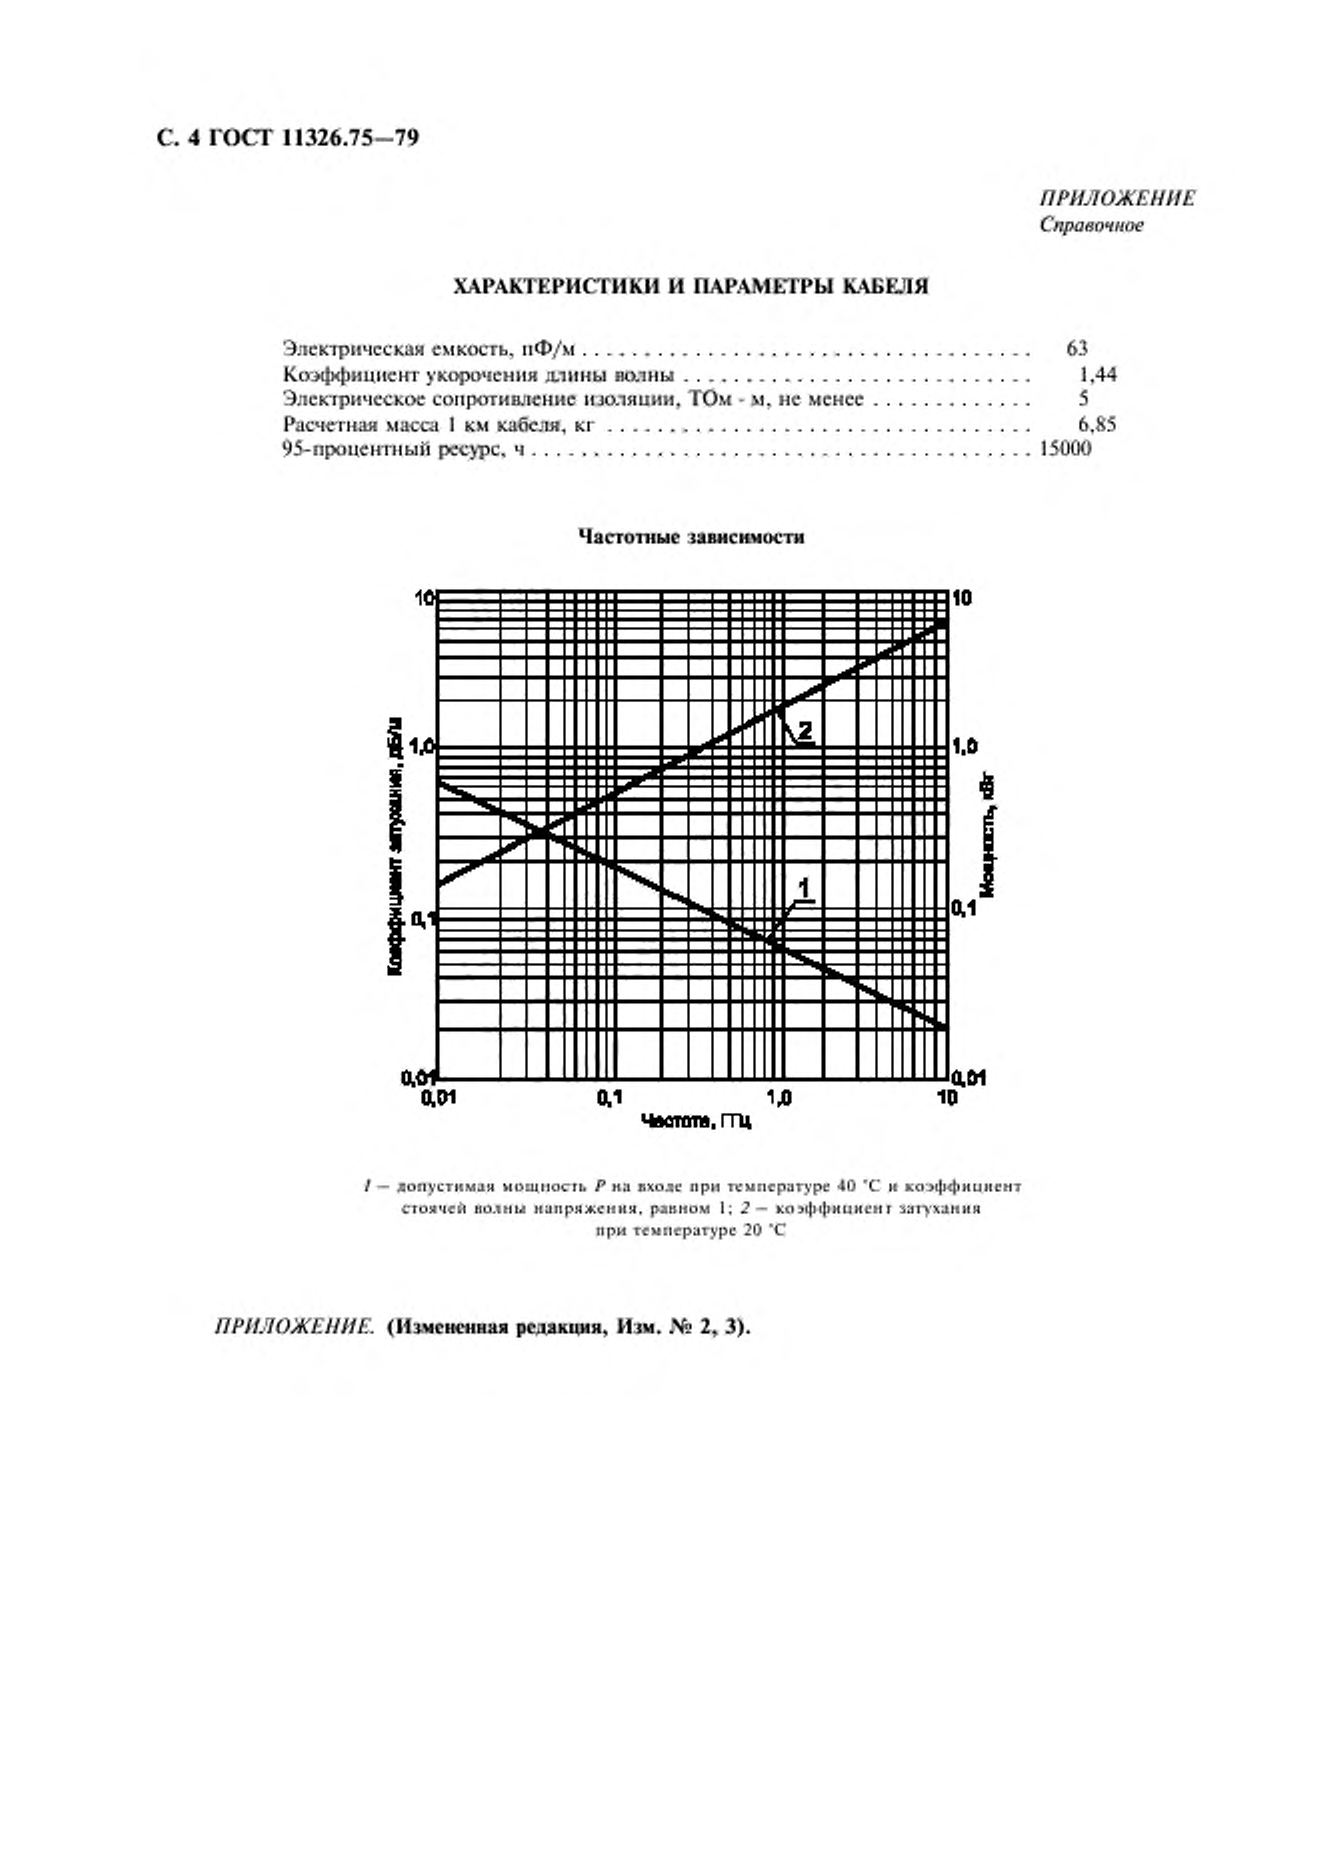 С. 4 ГОСТ 11326.75—79
ПРИЛОЖЕНИЕ
Справочное
ХАРАКТЕРИСТИКИ И ПАРАМЕТРЫ КАБЕЛЯ
Электрическая емкость, пФ/м . . . . . . . . . . . . . . . . . . . . . . . . . . . . . . . . . . . . 63
Коэффициент укорочения длины волны . . . . . . . . . . . . . . . . . . . . . . . . . . . . 1,44
Электрическое сопротивление изоляции, ТОм · м, не менее . . . . . . . . . . . . . 5
Расчетная масса 1 км кабеля, кг . . . . . . . . . . . . . . . . . . . . . . . . . . . . . . . . . . 6,85
95-процентный ресурс, ч . . . . . . . . . . . . . . . . . . . . . . . . . . . . . . . . . . . . . . . . 15000
Частотные зависимости
10
10
2
Коэффициент затухания, дБ/м
1,0
1,0
Мощность, кВт
1
0,1
0,1
0,01
0,01
0,01
0,1
1,0
10
Частота, ГГц
1 — допустимая мощность P на входе при температуре 40 °С и коэффициент
стоячей волны напряжения, равном 1; 2 — коэффициент затухания
при температуре 20 °С
ПРИЛОЖЕНИЕ. (Измененная редакция, Изм. № 2, 3).